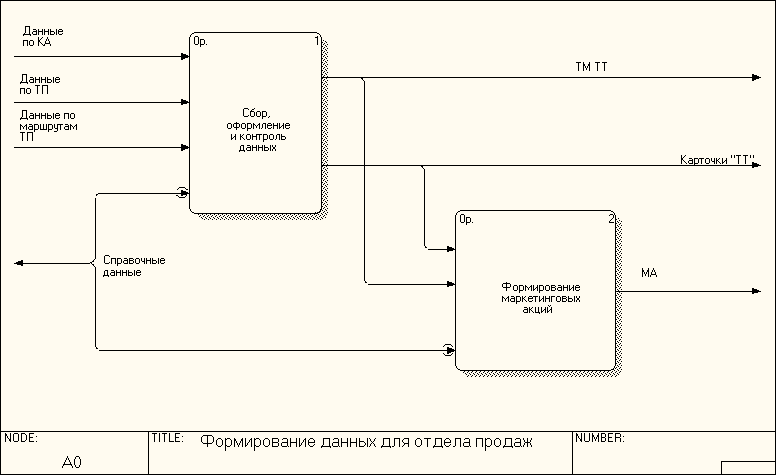 Данные
по КА
Данные
по ТП
Данные по
маршрутам
ТП
0р.
1
Сбор,
оформление
и контроль
данных
ТМ ТТ
Карточки "ТТ"
Справочные
данные
0р.
2
Формирование
маркетинговых
акций
МА
NODE:
A0
TITLE:
Формирование данных для отдела продаж
NUMBER: